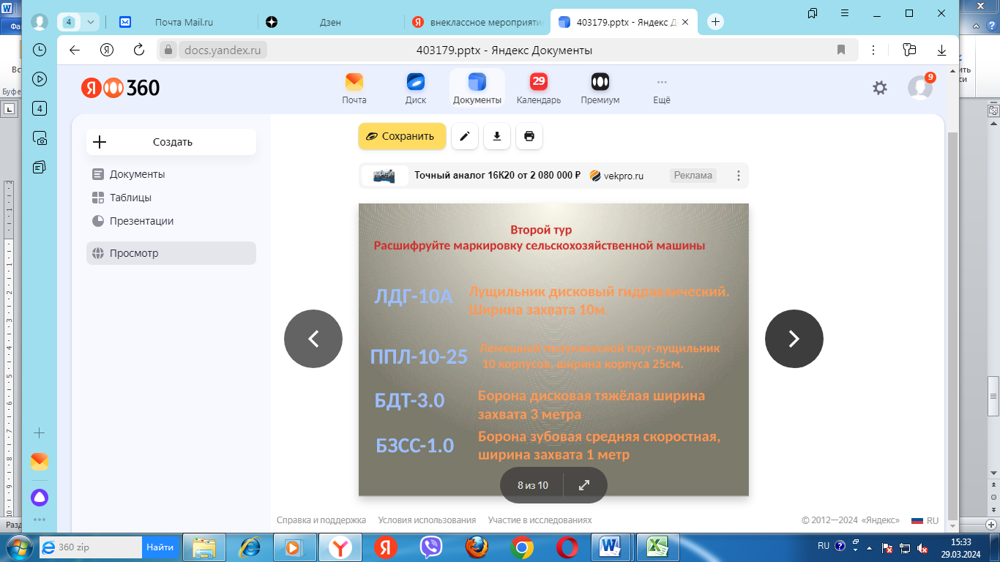 4
Почта Mail.ru
Дзен
внеклассное мероприяти
403179.pptx - Яндекс Д
docs.yandex.ru
403179.pptx - Яндекс Документы
Я 360
Почта
Диск
Документы
29
Календарь
Премиум
Ещё
9
4
Создать
Документы
Таблицы
Презентации
Просмотр
Сохранить
Точный аналог 16К20 от 2 080 000 ₽
vekpro.ru
Реклама
Второй тур
Расшифруйте маркировку сельскохозяйственной машины
ЛДГ-10А
Лущильник дисковый гидравлический.
Ширина захвата 10м.
ППЛ-10-25
Лемешной полунавесной плуг-лущильник
10 корпусов, ширина корпуса 25см.
БДТ-3.0
Борона дисковая тяжёлая ширина
захвата 3 метра
БЗСС-1.0
Борона зубовая средняя скоростная,
ширина захвата 1 метр
8 из 10
Справка и поддержка
Условия использования
Участие в исследованиях
© 2012—2024 «Яндекс»
RU
Разд
360 zip
Найти
RU
15:33
29.03.2024